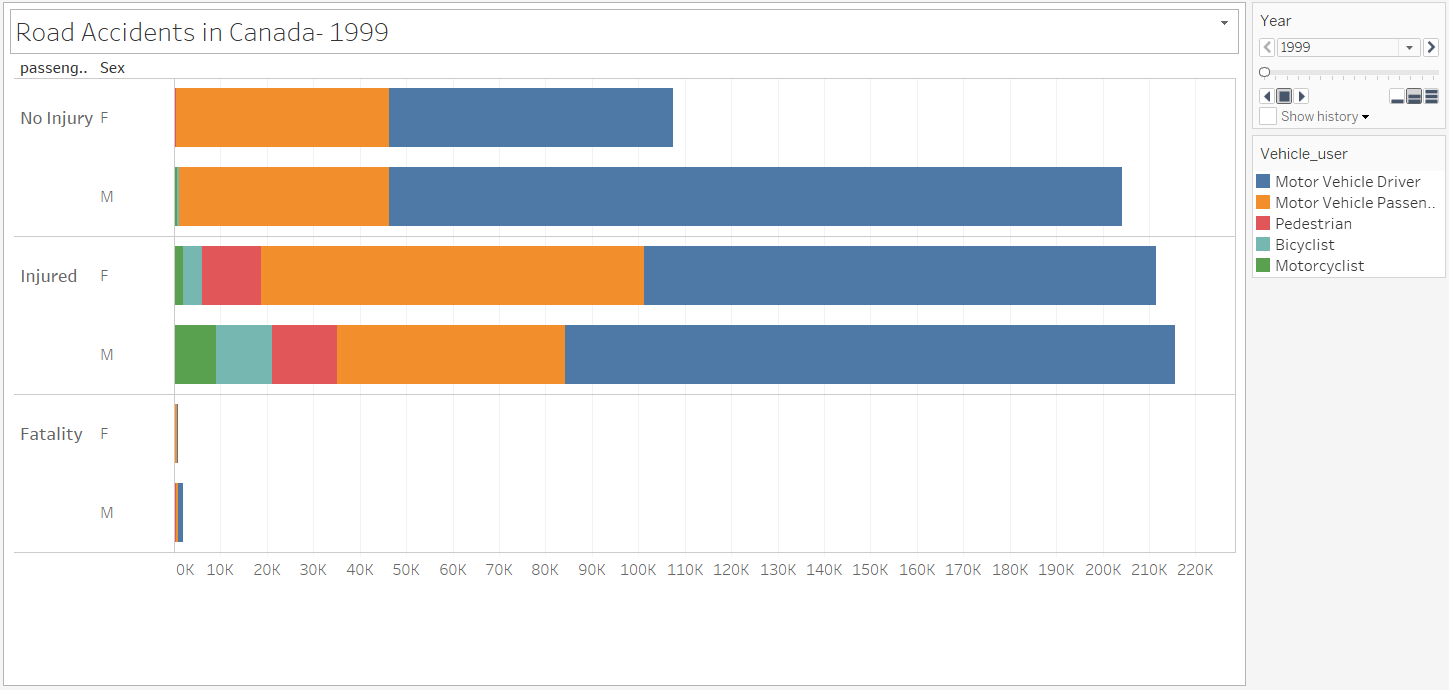 Road Accidents in Canada- 1999
passeng.. Sex
No Injury F
M
Injured F
M
Fatality F
M
0K 10K 20K 30K 40K 50K 60K 70K 80K 90K 100K 110K 120K 130K 140K 150K 160K 170K 180K 190K 200K 210K 220K
Year
1999
Show history
Vehicle_user
Motor Vehicle Driver
Motor Vehicle Passen..
Pedestrian
Bicyclist
Motorcyclist